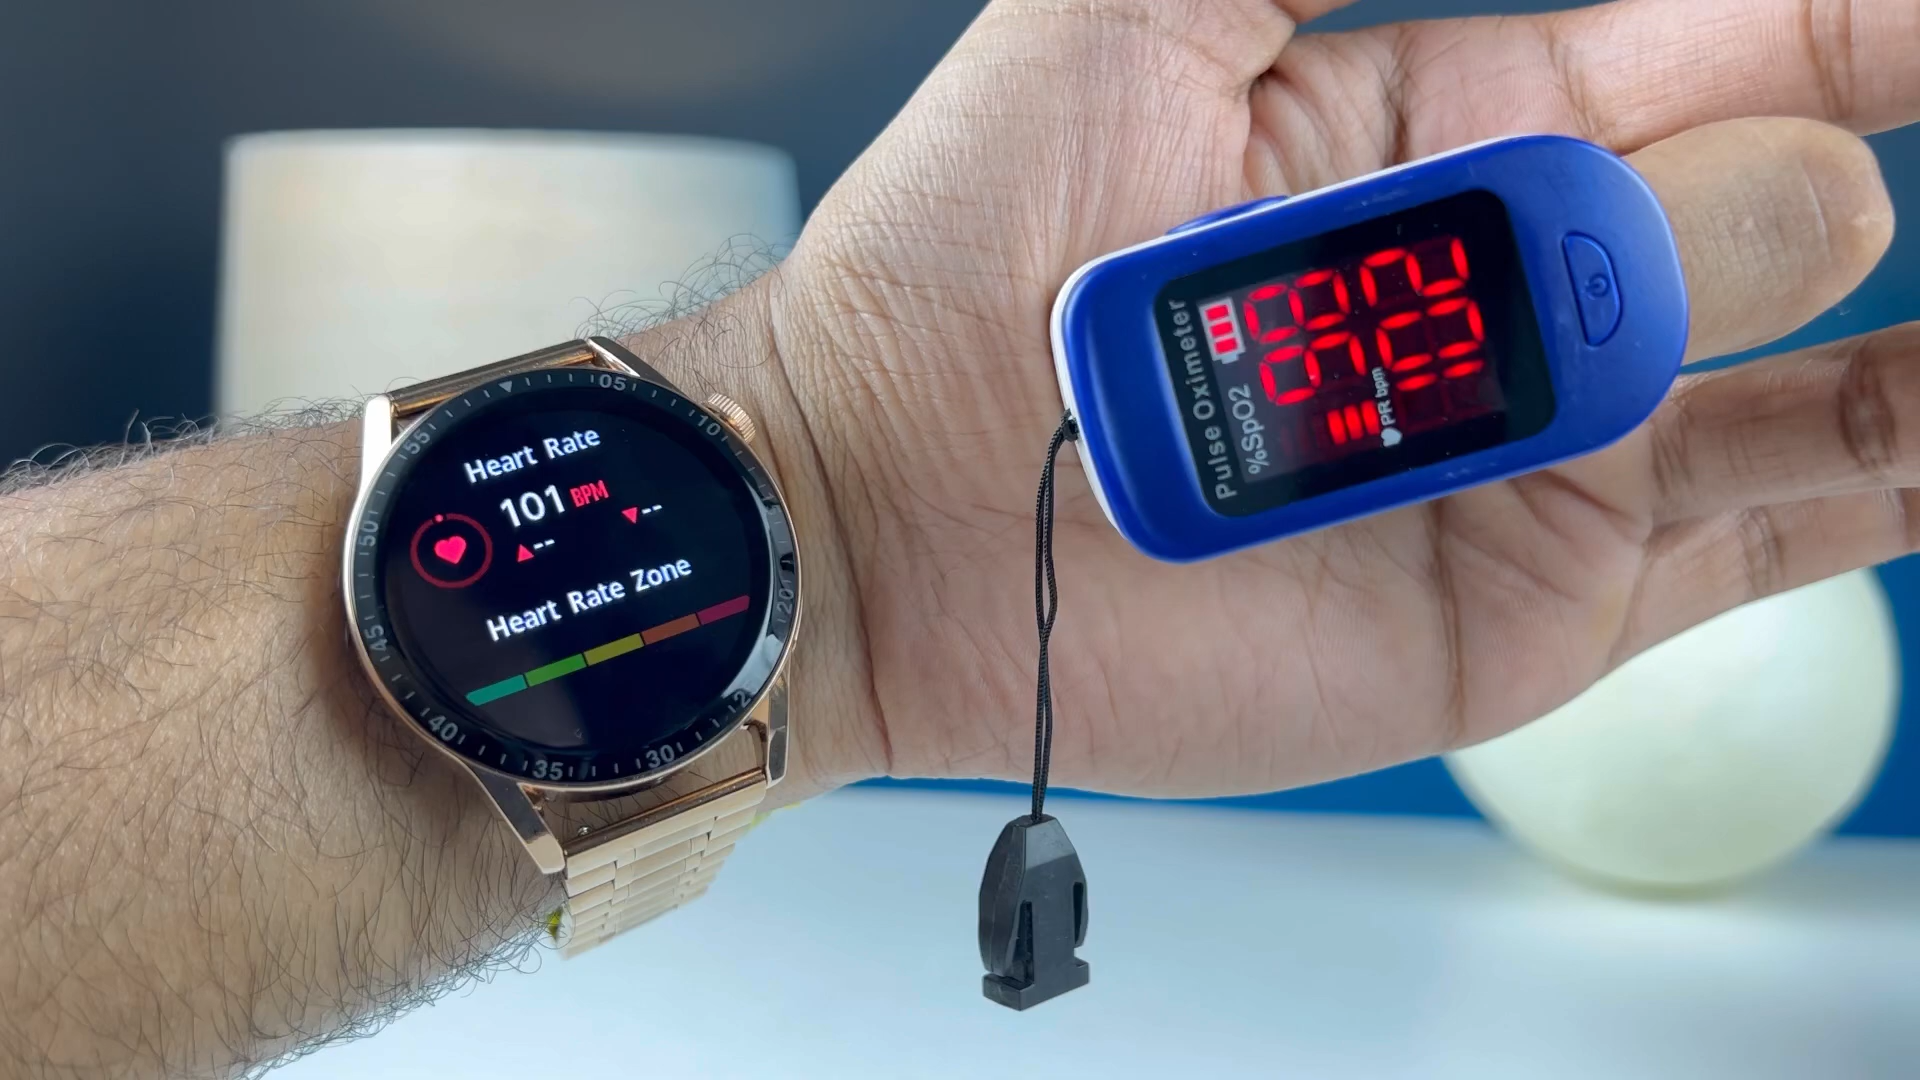 Heart Rate
101 BPM
▲-- ▼--
Heart Rate Zone
05
10
20
30
35
40
45
50
55
Pulse Oximeter
%SpO2
PR bpm